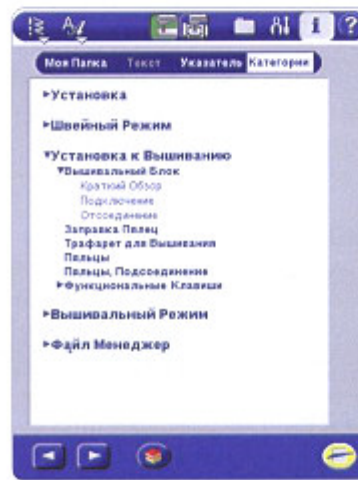 Моя Папка Текст Указатель Категории
Установка
Швейный Режим
Установка к Вышиванию
Вышивальный Блок
Краткий Обзор
Подключение
Отсоединение
Заправка Пялец
Трафарет для Вышивания
Пяльцы
Пяльцы, Подсоединение
Функциональные Клавиши
Вышивальный Режим
Файл Менеджер